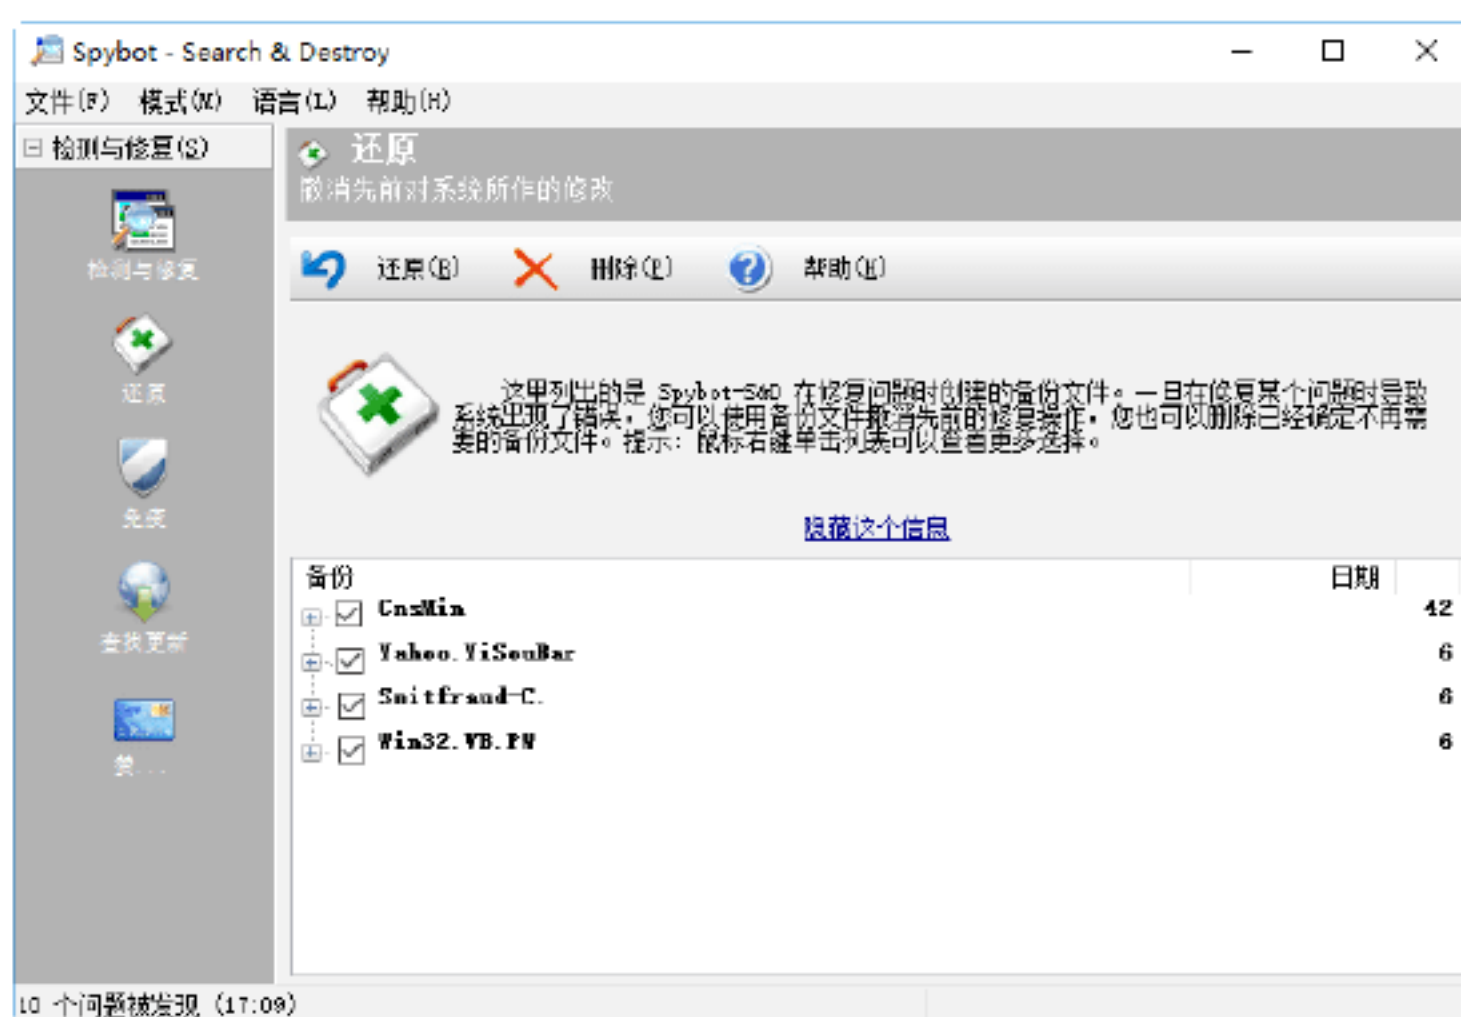 Spybot - Search & Destroy
文件(F) 模式(M) 语言(L) 帮助(H)
检测与修复(S)
还原
撤消先前对系统所作的修改
检测与修复
还原(R) 删除(P) 帮助(H)
还原
这里列出的是 Spybot-S&D 在修复问题时创建的备份文件。一旦在修复某个问题时导致
系统出现了错误，您可以使用备份文件撤消先前的修复操作，您也可以删除已经确定不再需
要的备份文件。提示：鼠标右键单击列表可以查看更多选择。
免疫
隐藏这个信息
备份 日期
CnsMin 42
查找更新
Yahoo.YiSouBar 6
Smitfraud-C. 6
Win32.VB.PW 6
赞...
10 个问题被发现 (17:09)